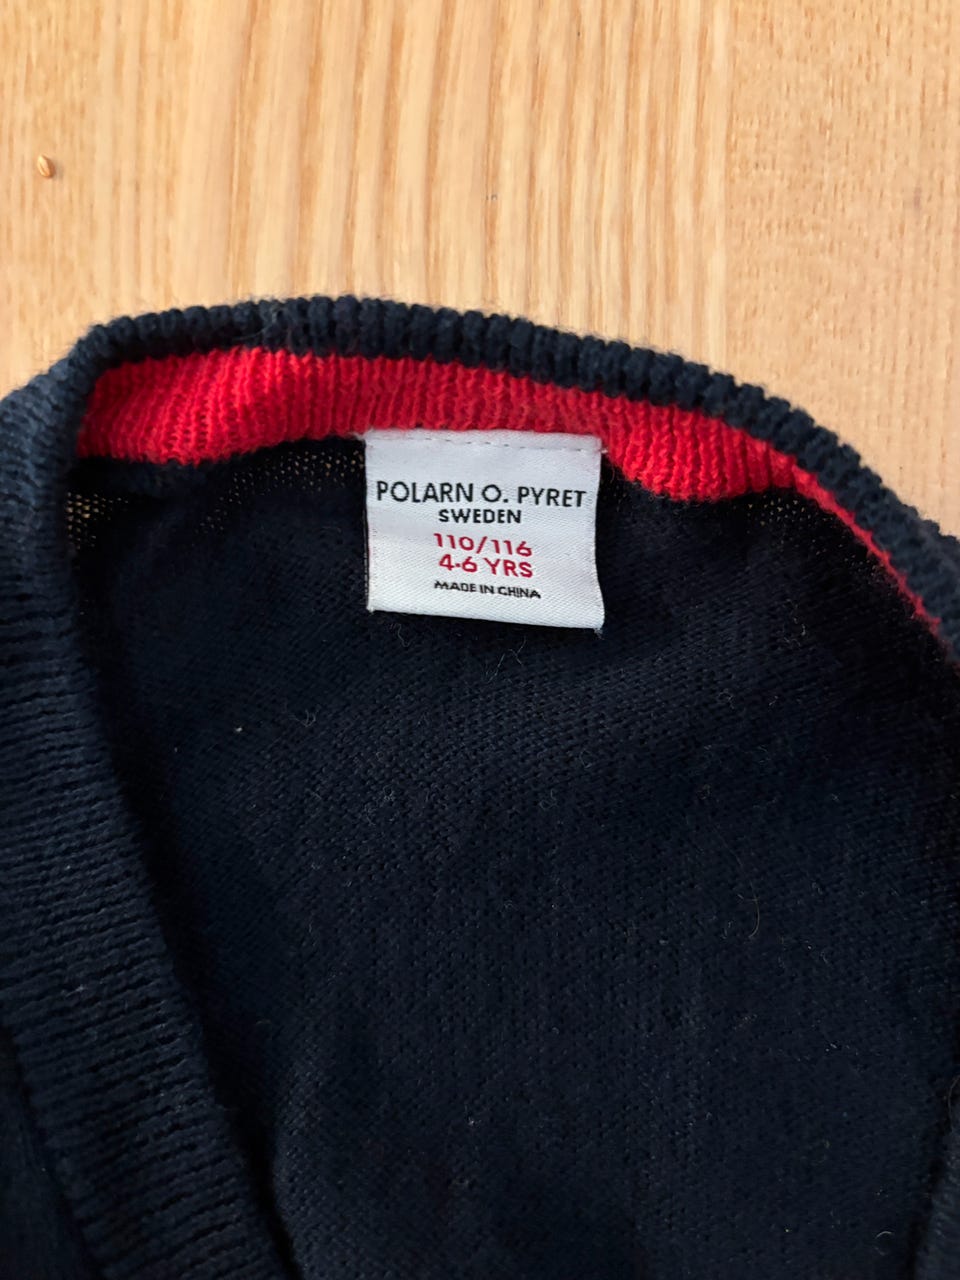 POLARN O. PYRET
SWEDEN
110/116
4-6 YRS
MADE IN CHINA